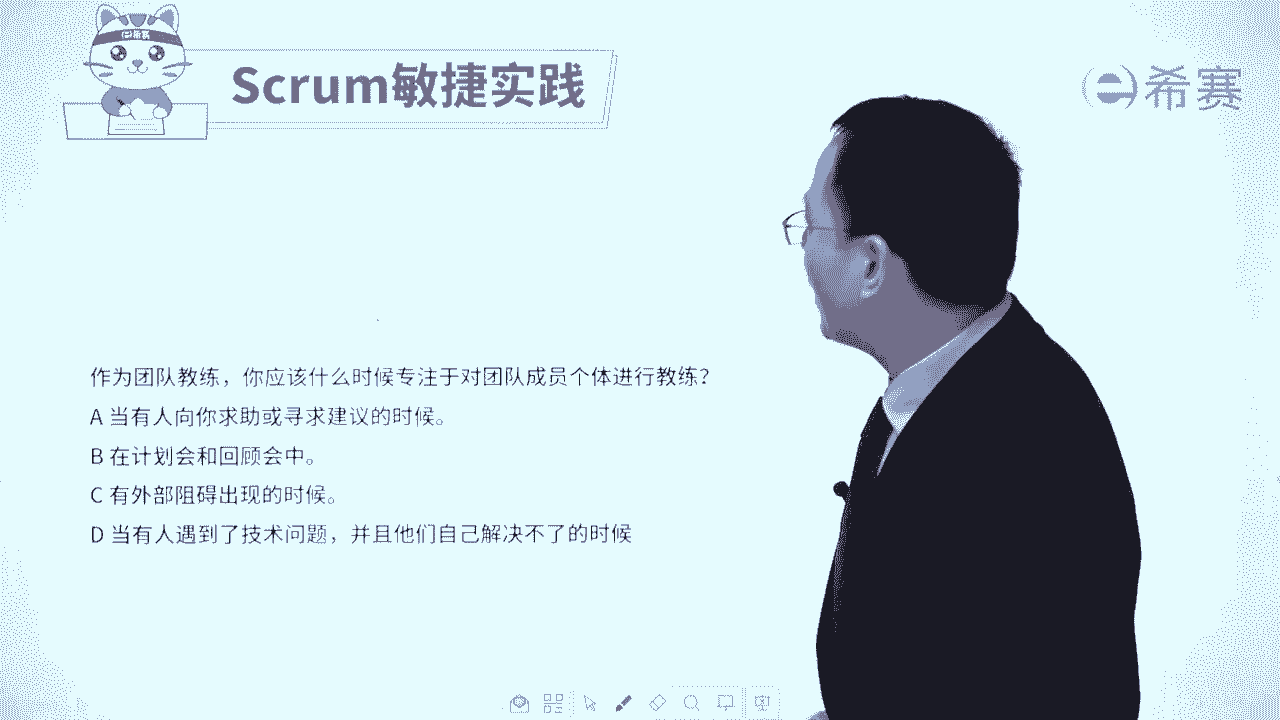 希赛
Scrum敏捷实践
希赛
作为团队教练，你应该什么时候专注于对团队成员个体进行教练？
A 当有人向你求助或寻求建议的时候。
B 在计划会和回顾会中。
C 有外部阻碍出现的时候。
D 当有人遇到了技术问题，并且他们自己解决不了的时候